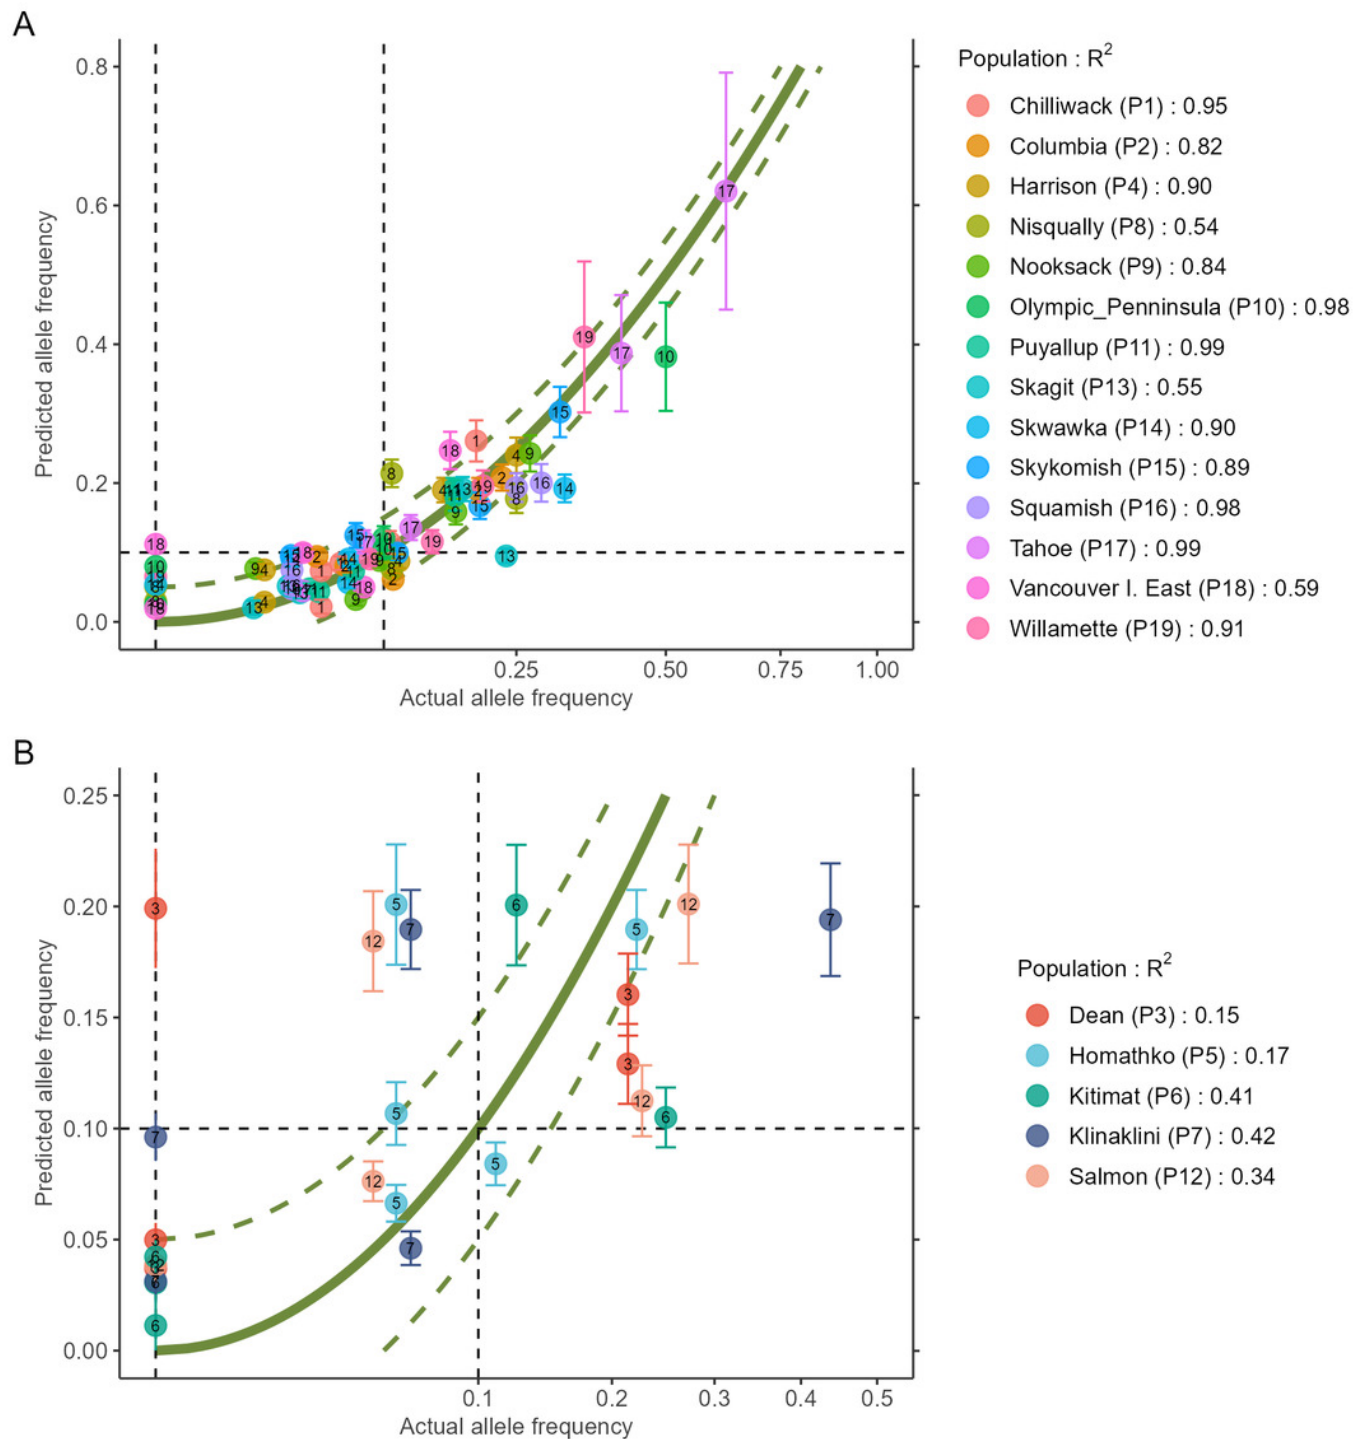 A
Population : R²
Chilliwack (P1) : 0.95
Columbia (P2) : 0.82
Harrison (P4) : 0.90
Nisqually (P8) : 0.54
Nooksack (P9) : 0.84
Olympic_Penninsula (P10) : 0.98
Puyallup (P11) : 0.99
Skagit (P13) : 0.55
Skwawka (P14) : 0.90
Skykomish (P15) : 0.89
Squamish (P16) : 0.98
Tahoe (P17) : 0.99
Vancouver I. East (P18) : 0.59
Willamette (P19) : 0.91
Predicted allele frequency
0.8
0.6
0.4
0.2
0.0
0.25 0.50 0.75 1.00
Actual allele frequency
B
Population : R²
Dean (P3) : 0.15
Homathko (P5) : 0.17
Kitimat (P6) : 0.41
Klinaklini (P7) : 0.42
Salmon (P12) : 0.34
Predicted allele frequency
0.25
0.20
0.15
0.10
0.05
0.00
0.1 0.2 0.3 0.4 0.5
Actual allele frequency